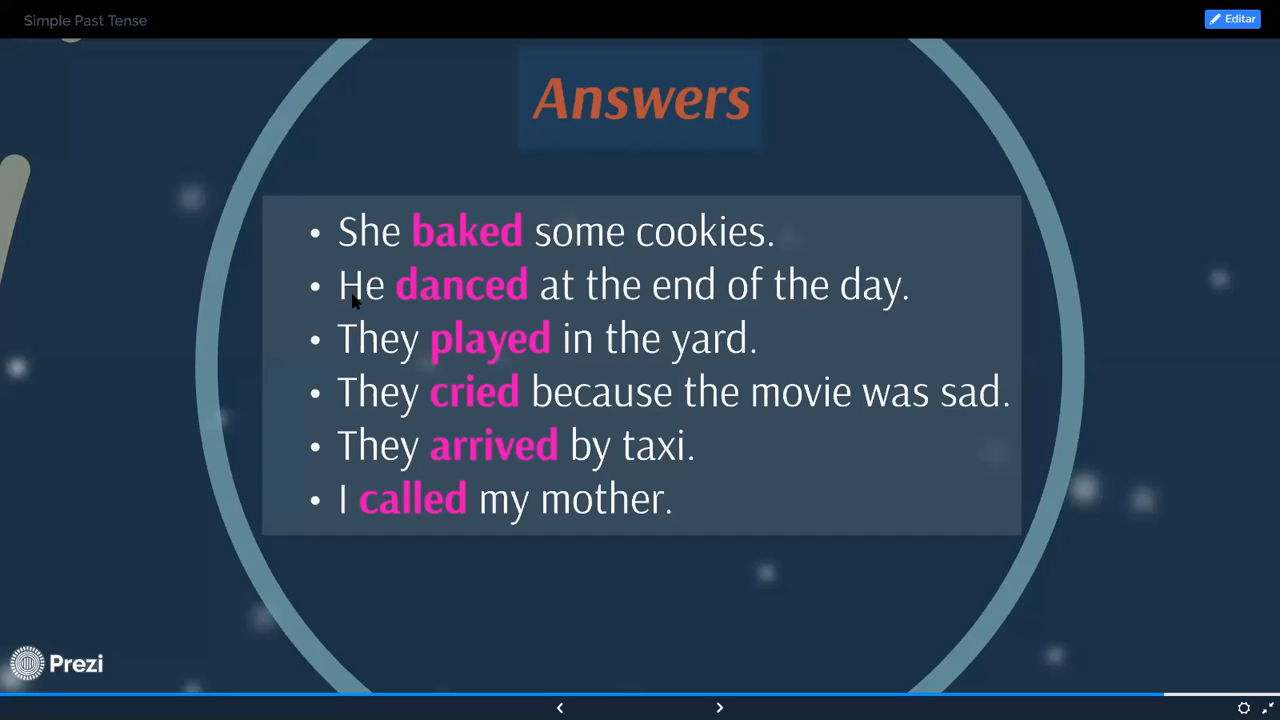 Simple Past Tense
Editar
Answers
• She baked some cookies.
• He danced at the end of the day.
• They played in the yard.
• They cried because the movie was sad.
• They arrived by taxi.
• I called my mother.
Prezi